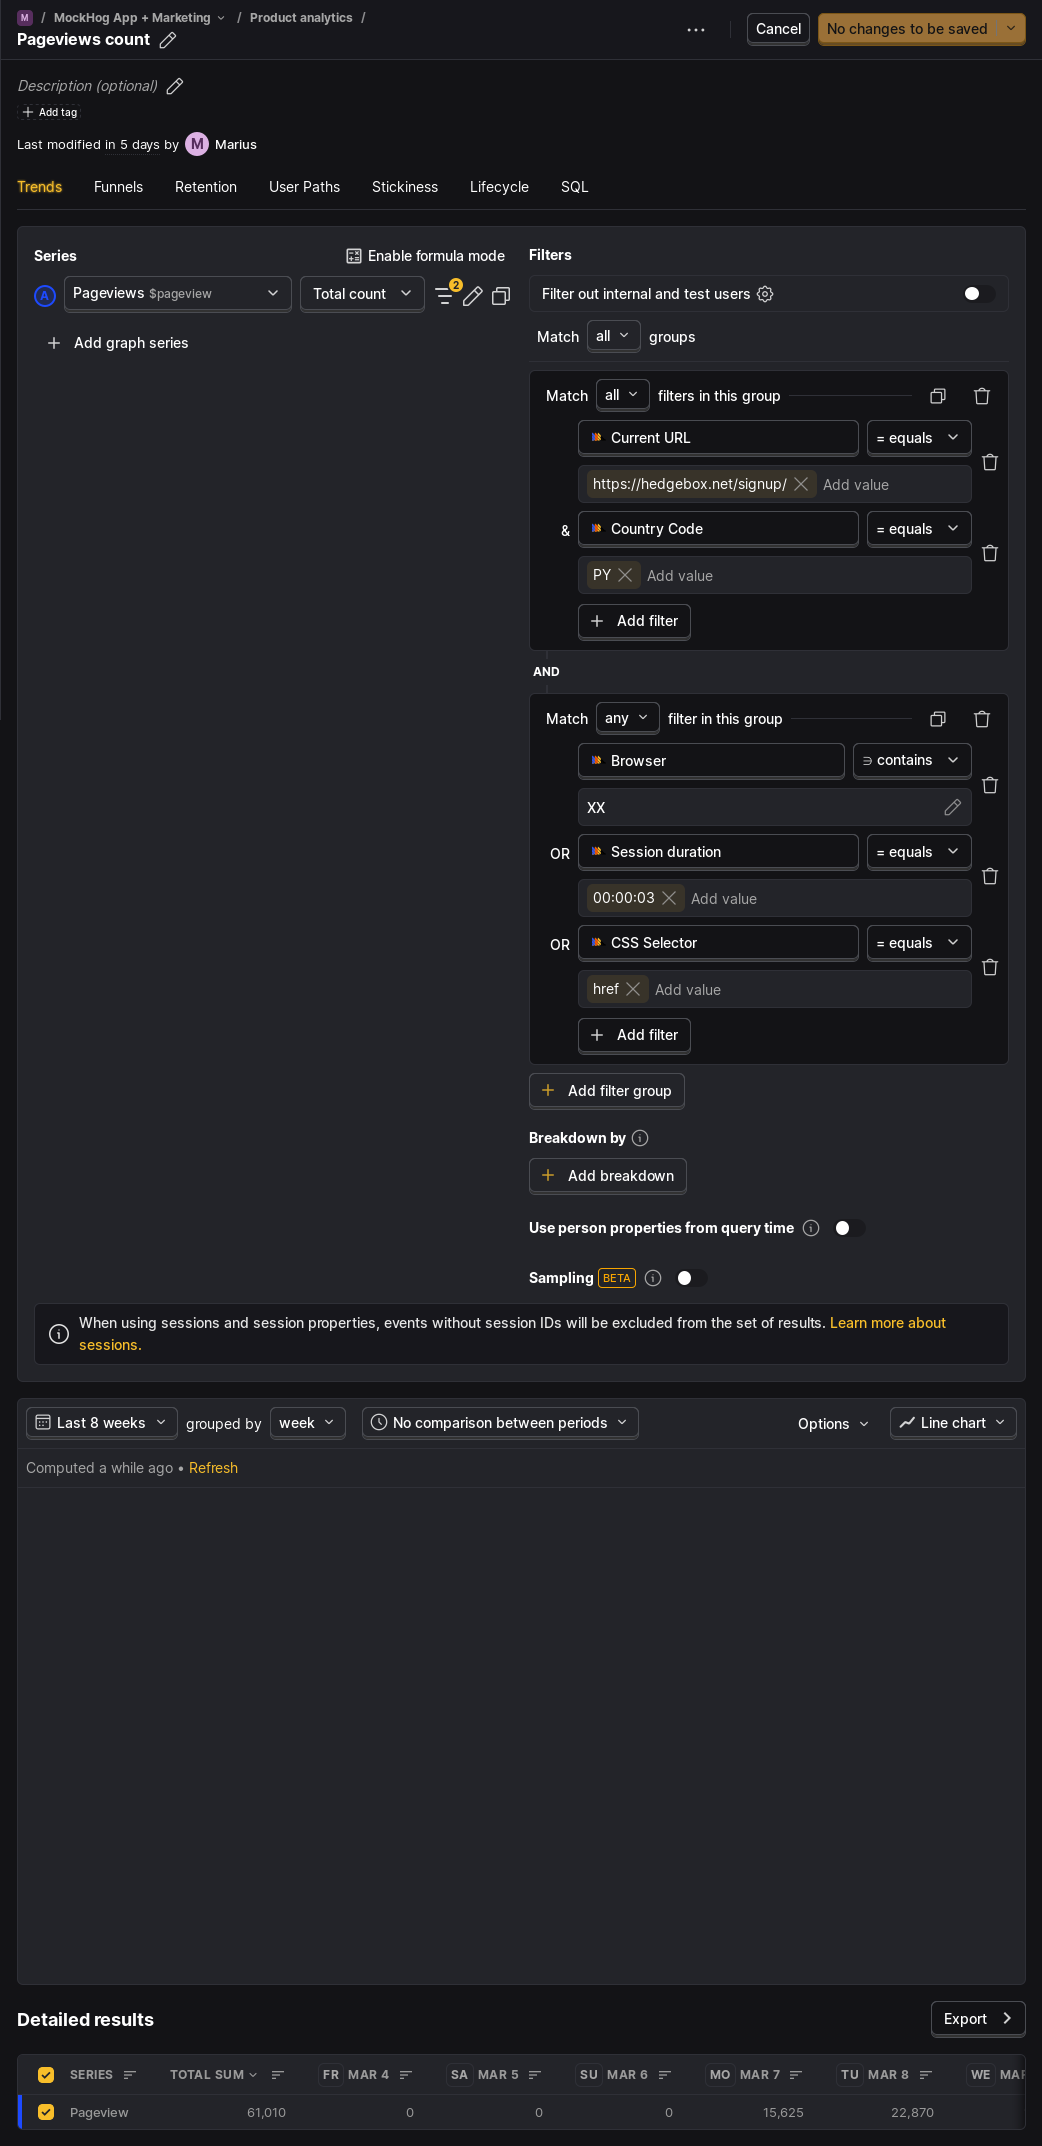 M / MockHog App + Marketing / Product analytics /
Pageviews count
Cancel
No changes to be saved
Description (optional)
Add tag
Last modified in 5 days by M Marius
Trends Funnels Retention User Paths Stickiness Lifecycle SQL
Series
Enable formula mode
A Pageviews $pageview Total count 2
Add graph series
Filters
Filter out internal and test users
Match all groups
Match all filters in this group
Current URL = equals
https://hedgebox.net/signup/ Add value
& Country Code = equals
PY Add value
Add filter
AND
Match any filter in this group
Browser ∋ contains
XX
OR Session duration = equals
00:00:03 Add value
OR CSS Selector = equals
href Add value
Add filter
Add filter group
Breakdown by
Add breakdown
Use person properties from query time
Sampling BETA
When using sessions and session properties, events without session IDs will be excluded from the set of results. Learn more about
sessions.
Last 8 weeks grouped by week No comparison between periods Options Line chart
Computed a while ago • Refresh
Detailed results
Export
SERIES TOTAL SUM FR MAR 4 SA MAR 5 SU MAR 6 MO MAR 7 TU MAR 8 WE MAR
Pageview 61,010 0 0 0 15,625 22,870